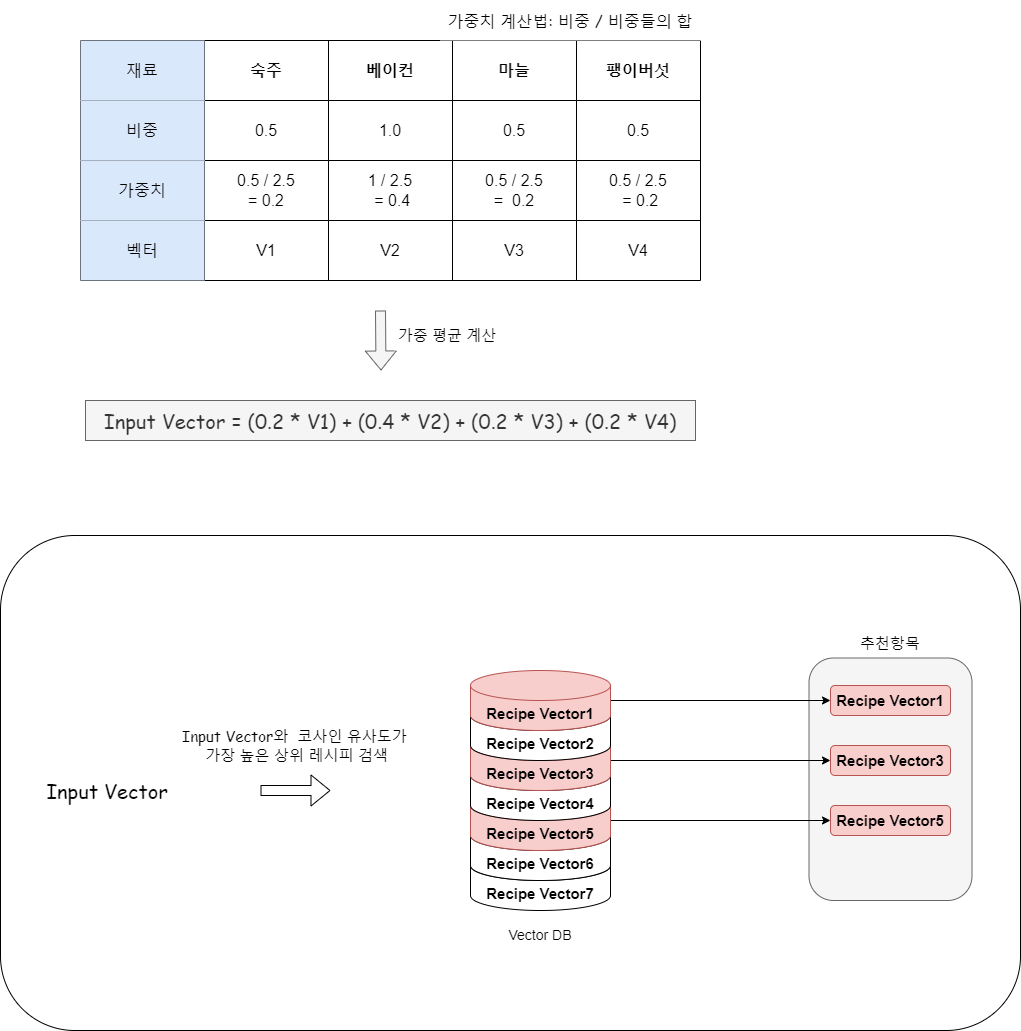 가중치 계산법: 비중 / 비중들의 합
재료 숙주 베이컨 마늘 팽이버섯
비중 0.5 1.0 0.5 0.5
가중치 0.5 / 2.5 = 0.2 1 / 2.5 = 0.4 0.5 / 2.5 = 0.2 0.5 / 2.5 = 0.2
벡터 V1 V2 V3 V4
가중 평균 계산
Input Vector = (0.2 * V1) + (0.4 * V2) + (0.2 * V3) + (0.2 * V4)
Input Vector
Input Vector와 코사인 유사도가
가장 높은 상위 레시피 검색
Recipe Vector1
Recipe Vector2
Recipe Vector3
Recipe Vector4
Recipe Vector5
Recipe Vector6
Recipe Vector7
Vector DB
추천항목
Recipe Vector1
Recipe Vector3
Recipe Vector5